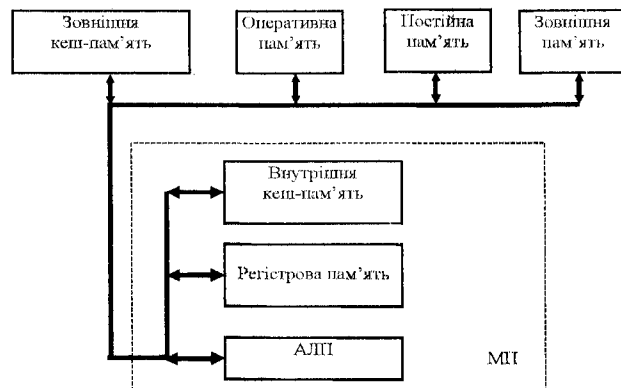 Зовнішня
кеш-пам’ять
Оперативна
пам’ять
Постійна
пам’ять
Зовнішня
пам’ять
Внутрішня
кеш-пам’ять
Регістрова пам’ять
АЛП
МП